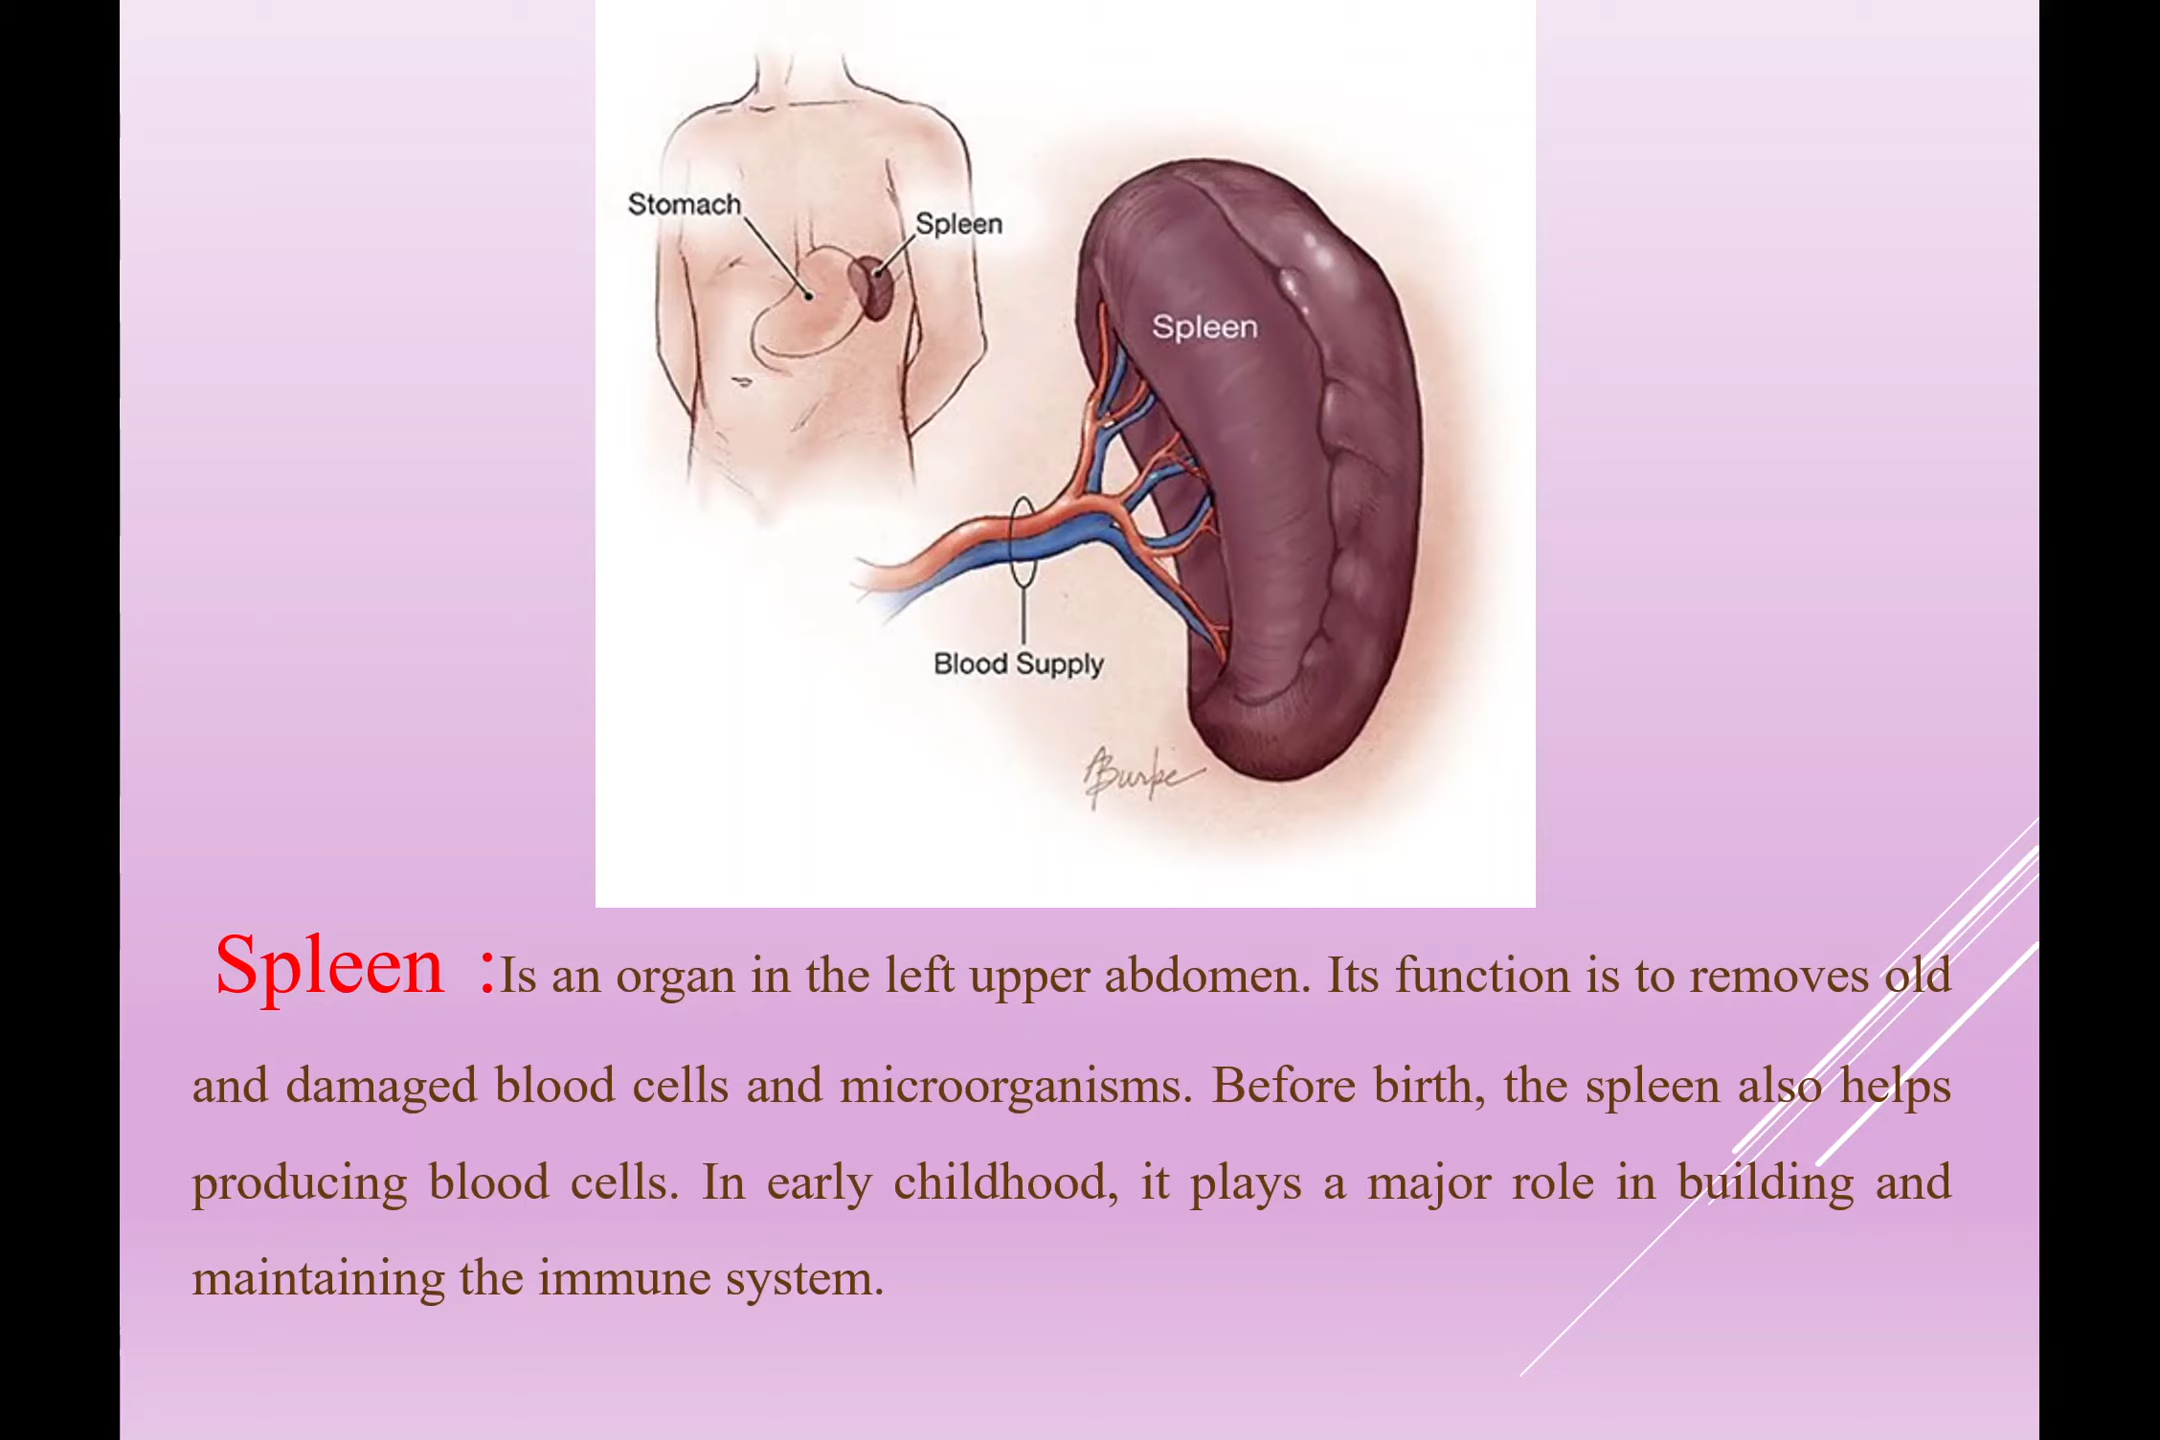 Stomach
Spleen
Spleen
Blood Supply
ABurke
Spleen :Is an organ in the left upper abdomen. Its function is to removes old
and damaged blood cells and microorganisms. Before birth, the spleen also helps
producing blood cells. In early childhood, it plays a major role in building and
maintaining the immune system.